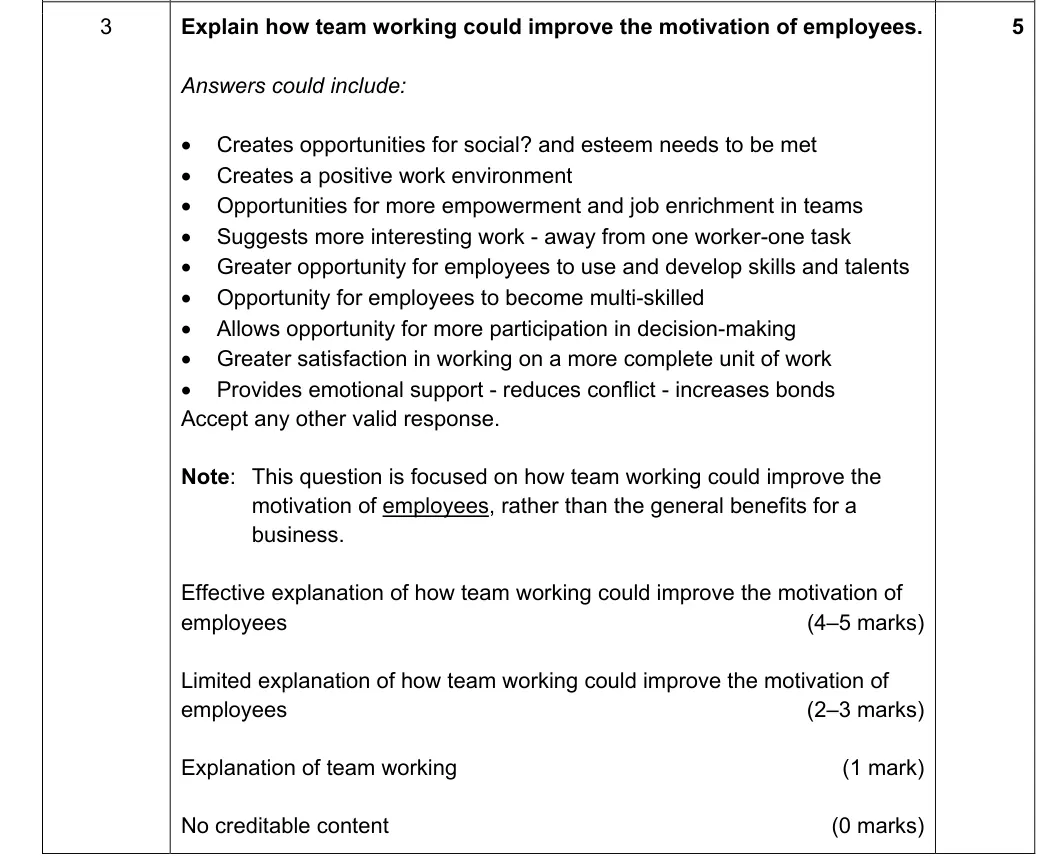 3 Explain how team working could improve the motivation of employees. 5
Answers could include:
• Creates opportunities for social? and esteem needs to be met
• Creates a positive work environment
• Opportunities for more empowerment and job enrichment in teams
• Suggests more interesting work - away from one worker-one task
• Greater opportunity for employees to use and develop skills and talents
• Opportunity for employees to become multi-skilled
• Allows opportunity for more participation in decision-making
• Greater satisfaction in working on a more complete unit of work
• Provides emotional support - reduces conflict - increases bonds
Accept any other valid response.
Note: This question is focused on how team working could improve the
motivation of employees, rather than the general benefits for a
business.
Effective explanation of how team working could improve the motivation of
employees (4–5 marks)
Limited explanation of how team working could improve the motivation of
employees (2–3 marks)
Explanation of team working (1 mark)
No creditable content (0 marks)